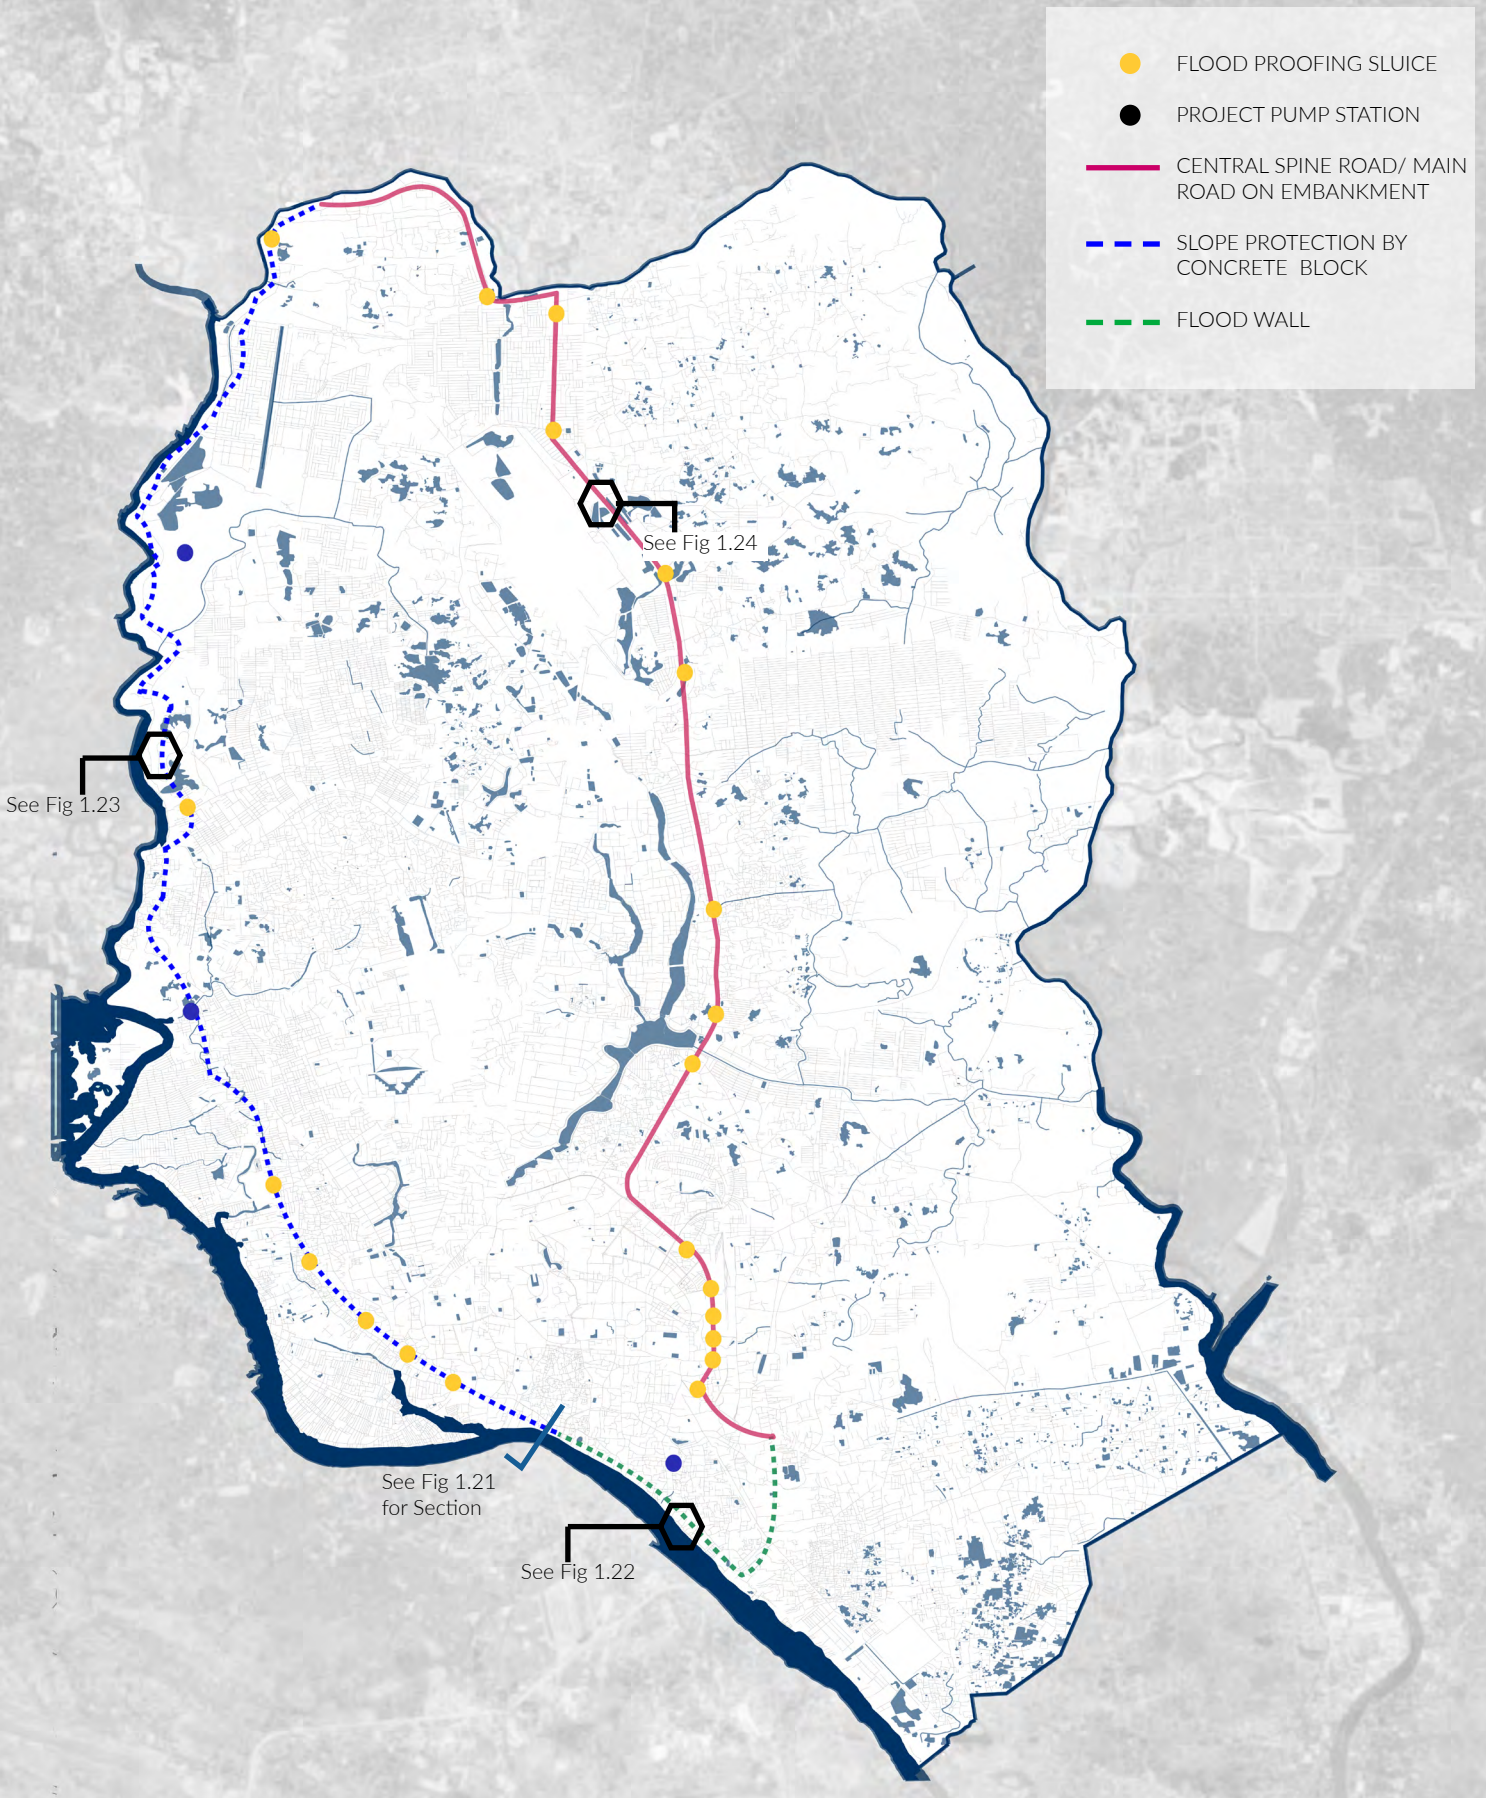 FLOOD PROOFING SLUICE
PROJECT PUMP STATION
CENTRAL SPINE ROAD/ MAIN
ROAD ON EMBANKMENT
SLOPE PROTECTION BY
CONCRETE BLOCK
FLOOD WALL
See Fig 1.24
See Fig 1.23
See Fig 1.21
for Section
See Fig 1.22